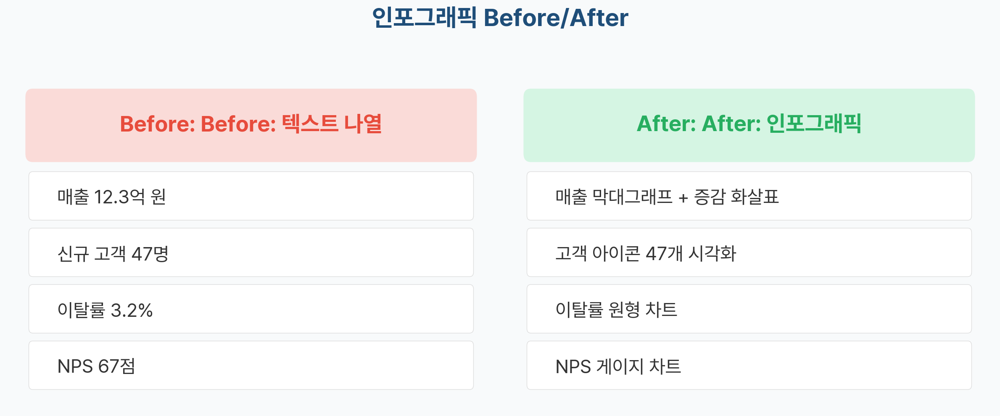 인포그래픽 Before/After
Before: Before: 텍스트 나열
매출 12.3억 원
신규 고객 47명
이탈률 3.2%
NPS 67점
After: After: 인포그래픽
매출 막대그래프 + 증감 화살표
고객 아이콘 47개 시각화
이탈률 원형 차트
NPS 게이지 차트